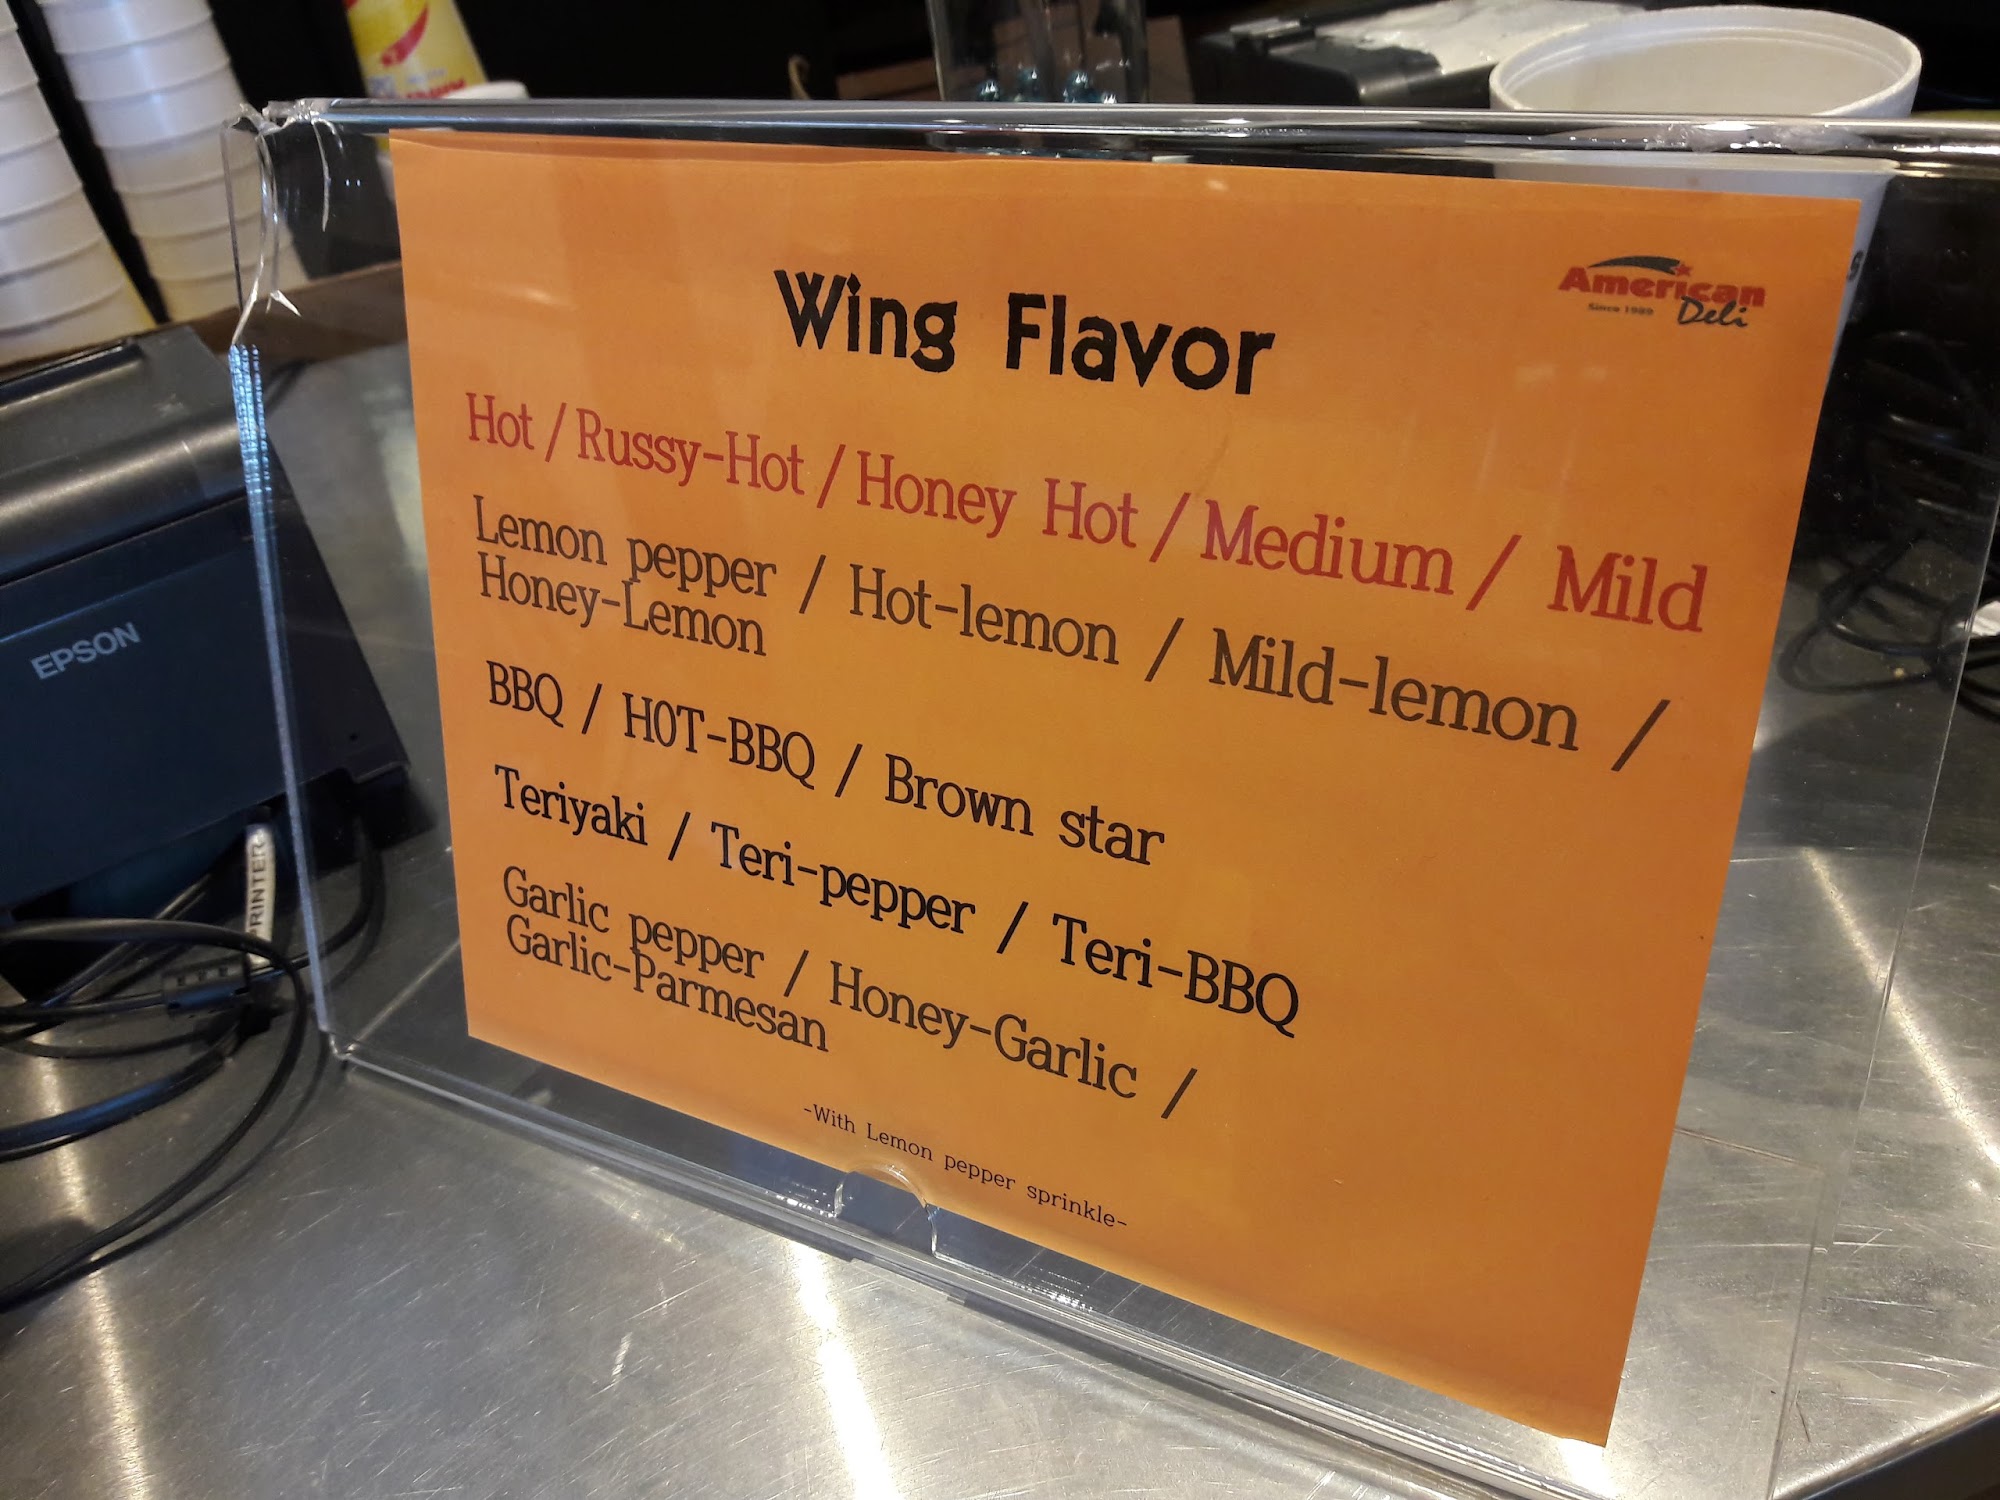 Wing Flavor
American
Deli
Since 1989
Hot / Russy-Hot / Honey Hot / Medium / Mild
Lemon pepper / Hot-lemon / Mild-lemon /
Honey-Lemon
BBQ / HOT-BBQ / Brown star
Teriyaki / Teri-pepper / Teri-BBQ
Garlic pepper / Honey-Garlic /
Garlic-Parmesan
-With Lemon pepper sprinkle-
EPSON
PRINTER